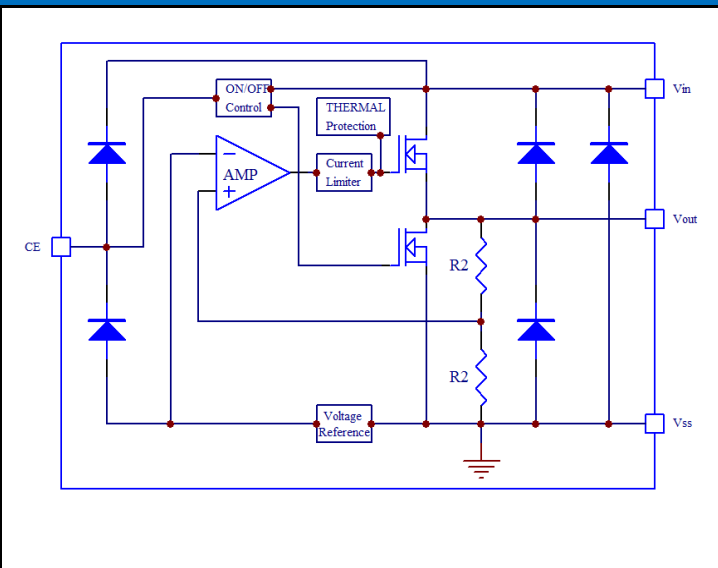 ON/OFF
Control
Vin
THERMAL
Protection
−
AMP
+
Current
Limiter
Vout
CE
R2
R2
Voltage
Reference
Vss